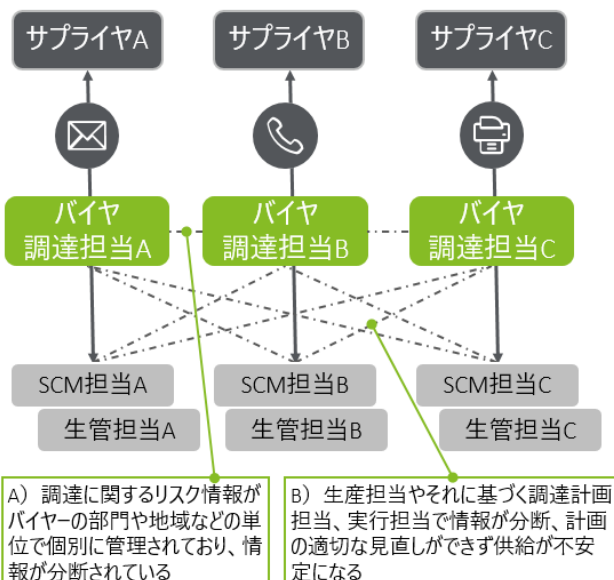 サプライヤA
サプライヤB
サプライヤC
バイヤ
調達担当A
バイヤ
調達担当B
バイヤ
調達担当C
SCM担当A
SCM担当B
SCM担当C
生管担当A
生管担当B
生管担当C
A）調達に関するリスク情報が
バイヤーの部門や地域などの単
位で個別に管理されており、情
報が分断されている
B）生産担当やそれに基づく調達計画
担当、実行担当で情報が分断、計画
の適切な見直しができず供給が不安
定になる